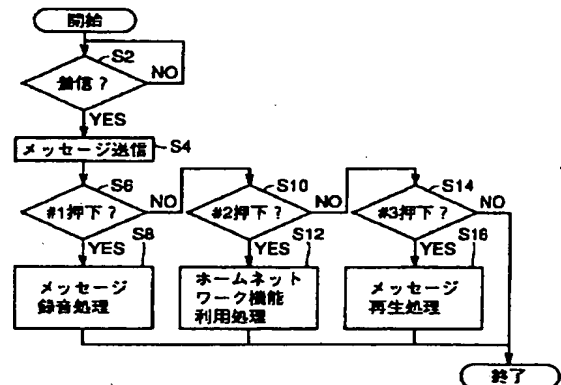 開始
S2
着信？
NO
YES
メッセージ送信
S4
S6
#1押下？
NO
S10
#2押下？
NO
S14
#3押下？
NO
YES
S8
YES
S12
YES
S16
メッセージ
録音処理
ホームネット
ワーク機能
利用処理
メッセージ
再生処理
終了